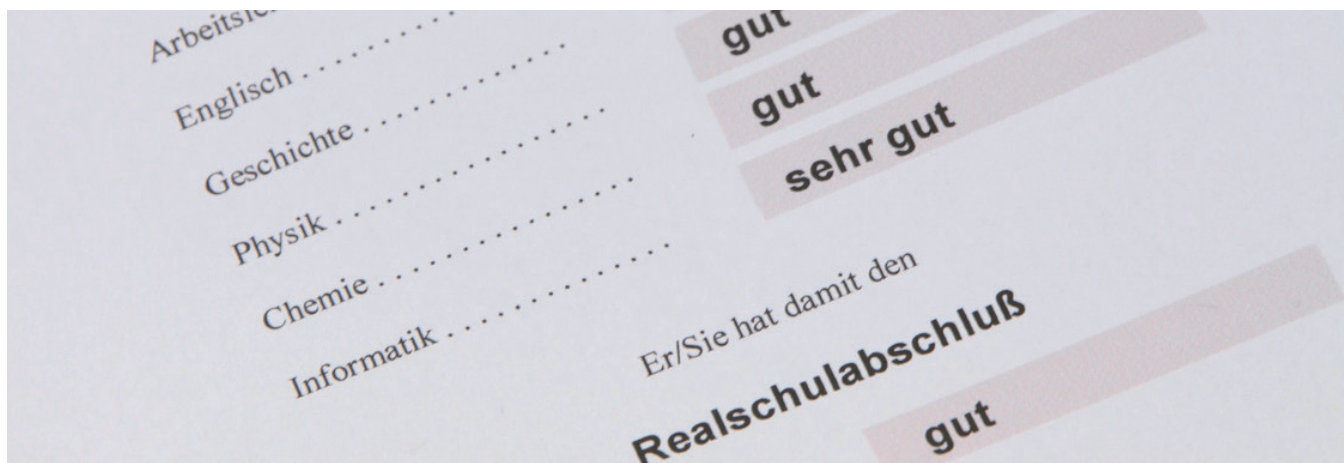 Englisch . . . . . . . . .
Geschichte . . . . . . . . . . . . .
Physik . . . . . . . . . . . . . . . . . gut
Chemie . . . . . . . . . . . . . . . . gut
Informatik . . . . . . . . . . . . . . sehr gut
Er/Sie hat damit den
Realschulabschluß
gut